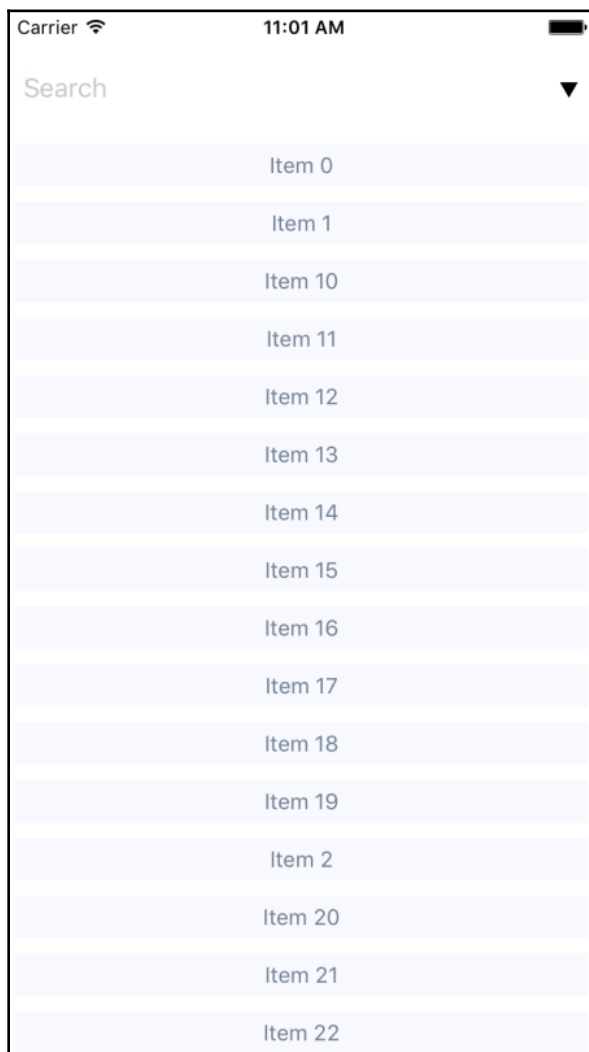 Carrier 11:01 AM
Search ▼
Item 0
Item 1
Item 10
Item 11
Item 12
Item 13
Item 14
Item 15
Item 16
Item 17
Item 18
Item 19
Item 2
Item 20
Item 21
Item 22